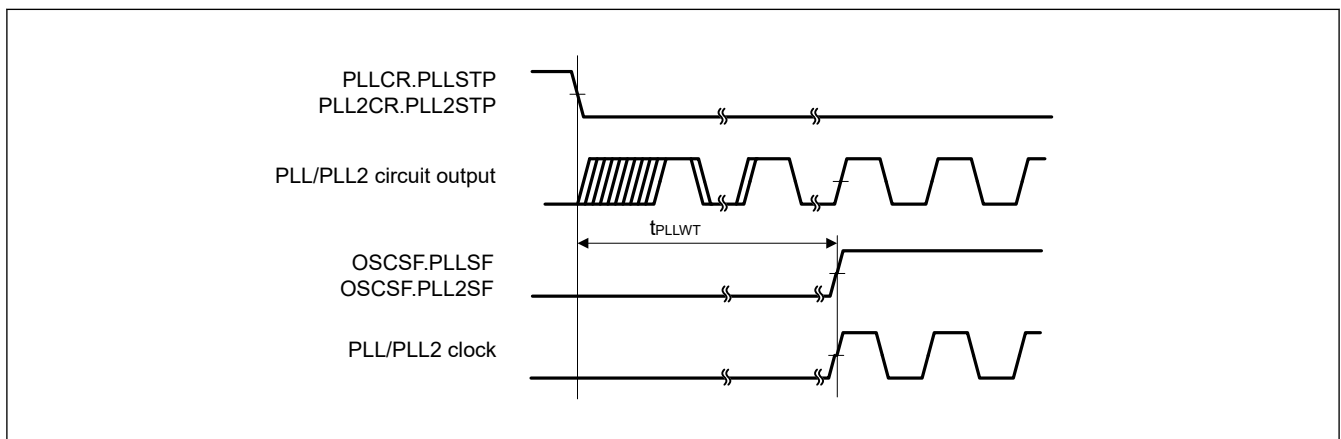 PLLCR.PLLSTP
PLL2CR.PLL2STP
PLL/PLL2 circuit output
tPLLWT
OSCSF.PLLSF
OSCSF.PLL2SF
PLL/PLL2 clock